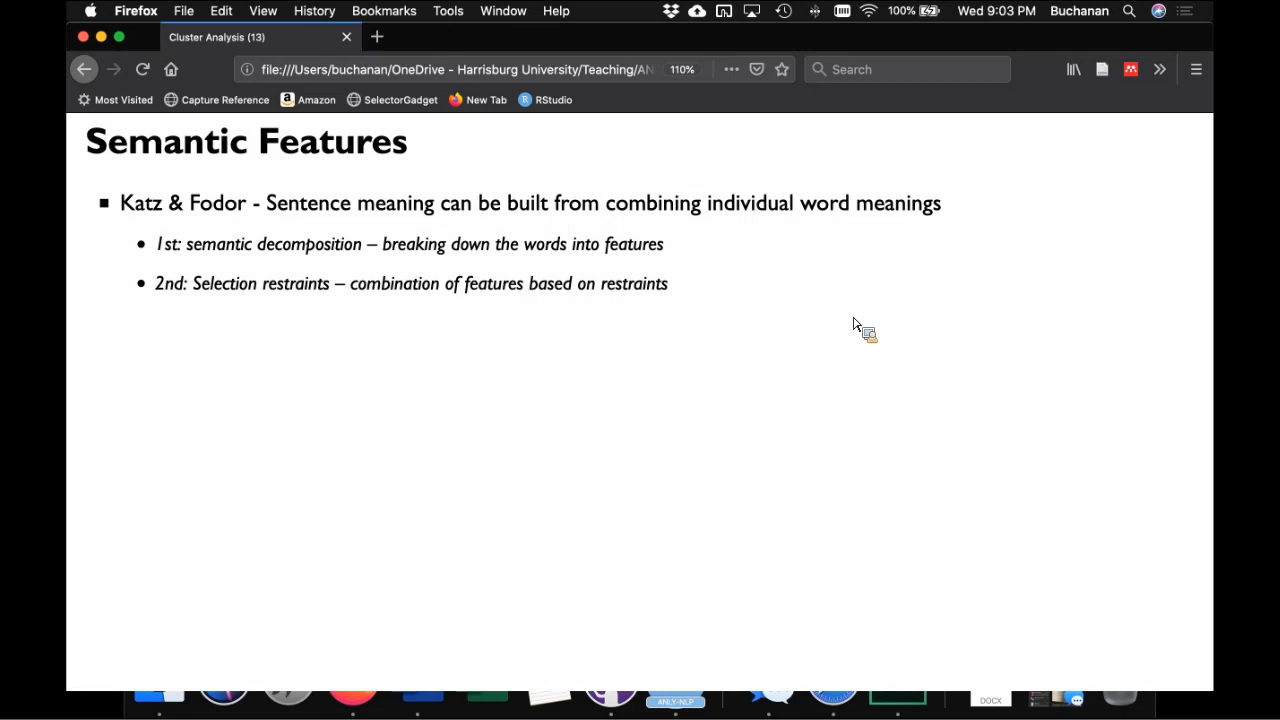 Firefox File Edit View History Bookmarks Tools Window Help 100% Wed 9:03 PM Buchanan
Cluster Analysis (13)
file:///Users/buchanan/OneDrive - Harrisburg University/Teaching/AN 110% Search
Most Visited Capture Reference Amazon SelectorGadget New Tab RStudio
Semantic Features
Katz & Fodor - Sentence meaning can be built from combining individual word meanings
1st: semantic decomposition – breaking down the words into features
2nd: Selection restraints – combination of features based on restraints
ANLY-NLP
DOCX